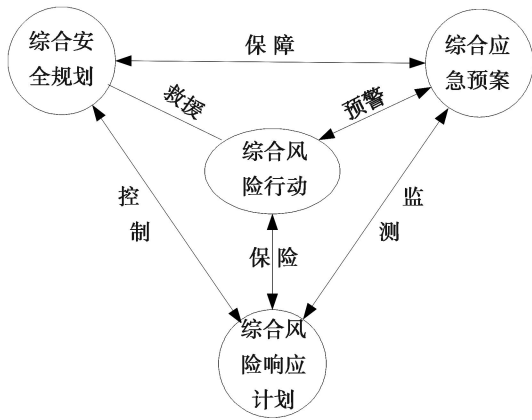 综合安
全规划
保障
综合应
急预案
救援
预警
综合风
险行动
控
制
监
测
保险
综合风
险响应
计划